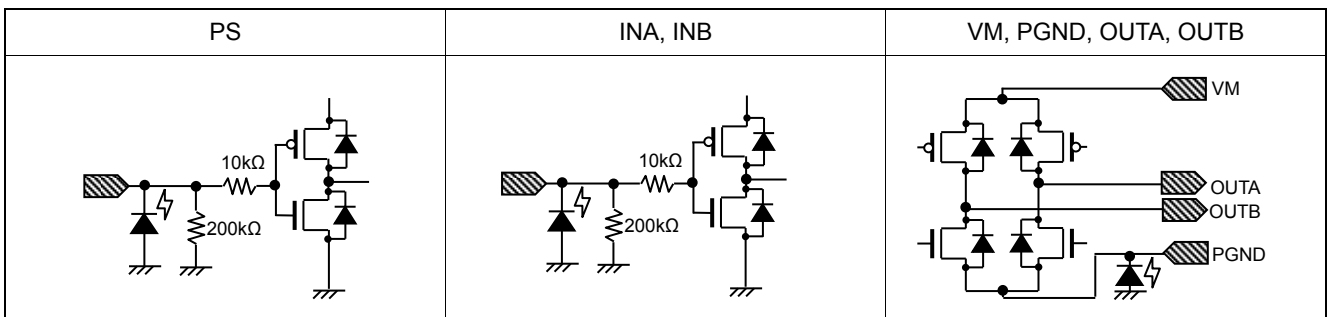 PS
INA, INB
VM, PGND, OUTA, OUTB
10kΩ
200kΩ
10kΩ
200kΩ
VM
OUTA
OUTB
PGND